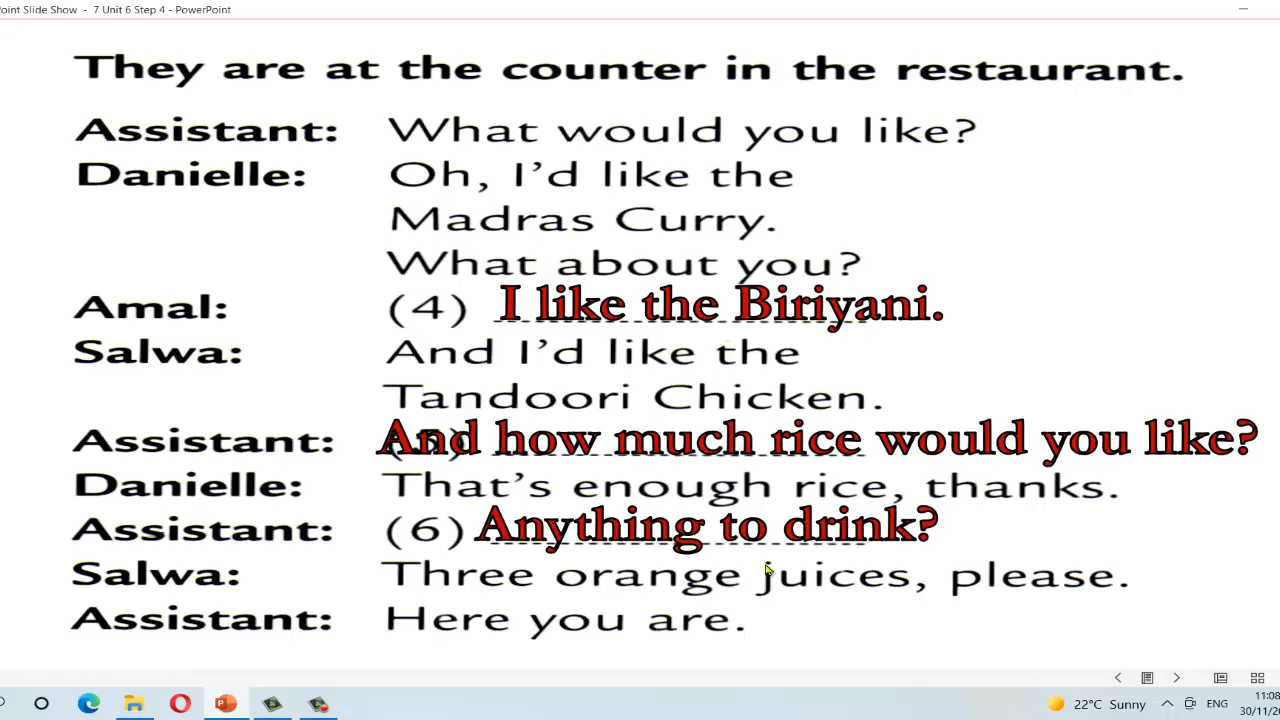 Point Slide Show - 7 Unit 6 Step 4 - PowerPoint
They are at the counter in the restaurant.
Assistant: What would you like?
Danielle: Oh, I'd like the
Madras Curry.
What about you?
Amal: (4) I like the Biriyani.
Salwa: And I'd like the
Tandoori Chicken.
Assistant: (5) And how much rice would you like?
Danielle: That's enough rice, thanks.
Assistant: (6) Anything to drink?
Salwa: Three orange juices, please.
Assistant: Here you are.
22°C Sunny ENG 11:08
30/11/20